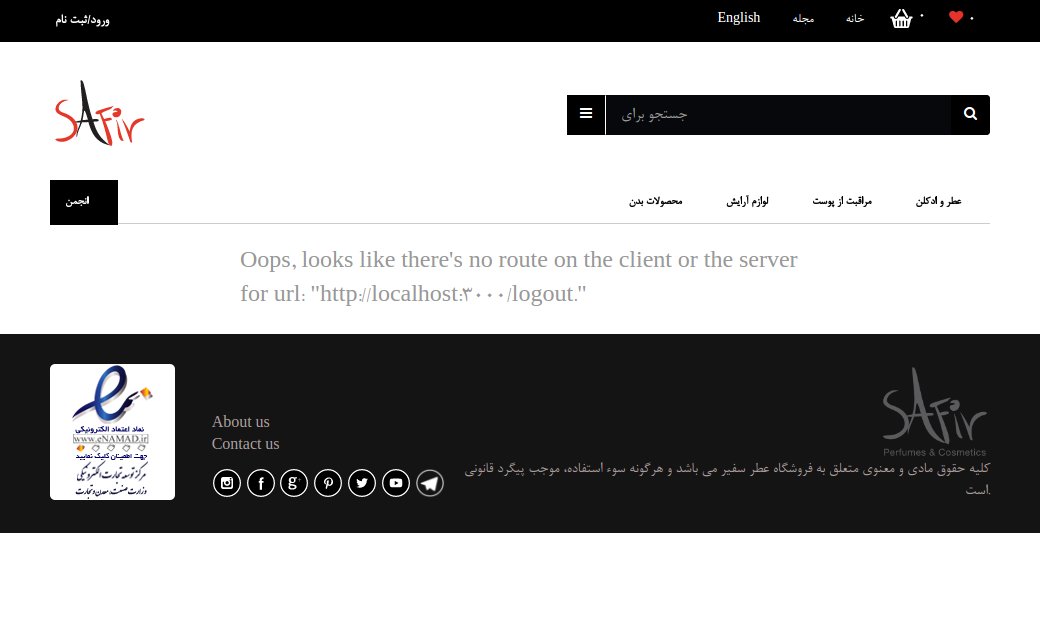 ورود/ثبت نام
English
مجله
خانه
۰
۰
SAFir
جستجو برای
انجمن
محصولات بدن
لوازم آرایش
مراقبت از پوست
عطر و ادکلن
Oops, looks like there's no route on the client or the server
for url: "http://localhost:۳۰۰۰/logout."
نماد اعتماد الکترونیکی
www.eNAMAD.ir
جهت اطمینان کلیک نمایید
مرکز توسعه تجارت الکترونیکی
وزارت صنعت، معدن و تجارت
About us
Contact us
SAFir
Perfumes & Cosmetics
کلیه حقوق مادی و معنوی متعلق به فروشگاه عطر سفیر می باشد و هرگونه سوء استفاده، موجب پیگرد قانونی
است.